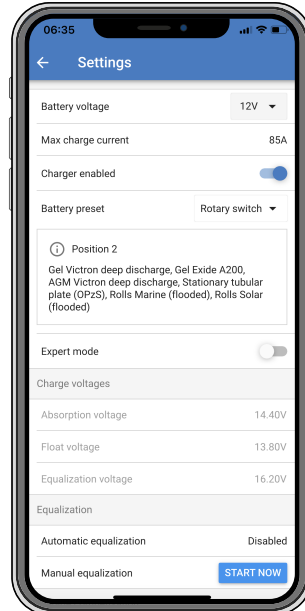 06:35
Settings
Battery voltage 12V
Max charge current 85A
Charger enabled
Battery preset Rotary switch
Position 2
Gel Victron deep discharge, Gel Exide A200,
AGM Victron deep discharge, Stationary tubular
plate (OPzS), Rolls Marine (flooded), Rolls Solar
(flooded)
Expert mode
Charge voltages
Absorption voltage 14.40V
Float voltage 13.80V
Equalization voltage 16.20V
Equalization
Automatic equalization Disabled
Manual equalization START NOW